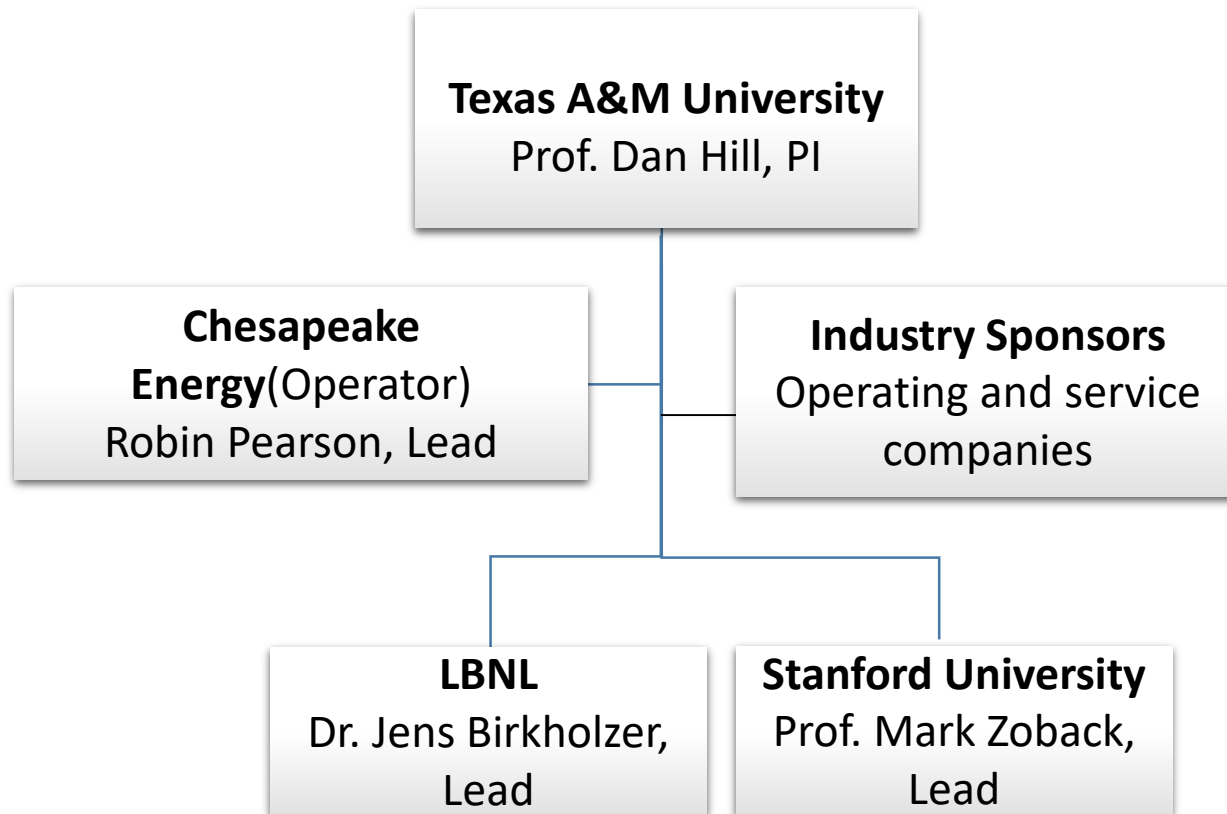 Texas A&M University
Prof. Dan Hill, PI
Chesapeake
Energy(Operator)
Robin Pearson, Lead
Industry Sponsors
Operating and service
companies
LBNL
Dr. Jens Birkholzer,
Lead
Stanford University
Prof. Mark Zoback,
Lead